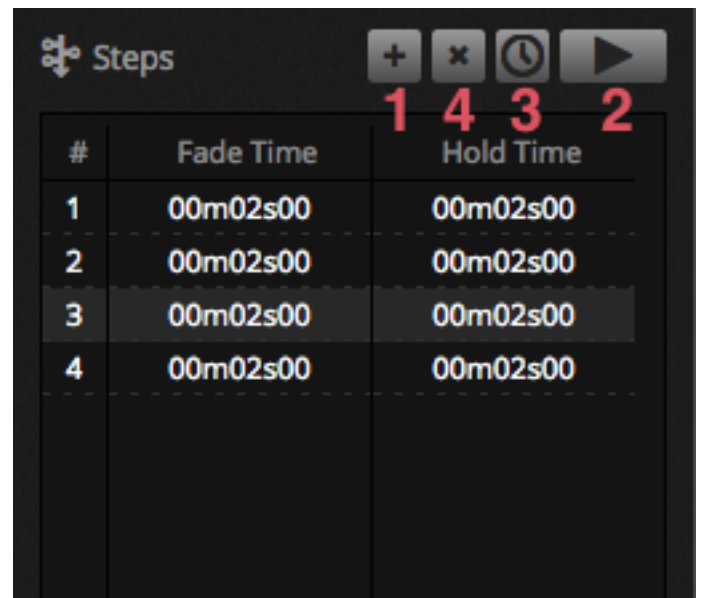 Steps
1 4 3 2
# Fade Time Hold Time
1 00m02s00 00m02s00
2 00m02s00 00m02s00
3 00m02s00 00m02s00
4 00m02s00 00m02s00